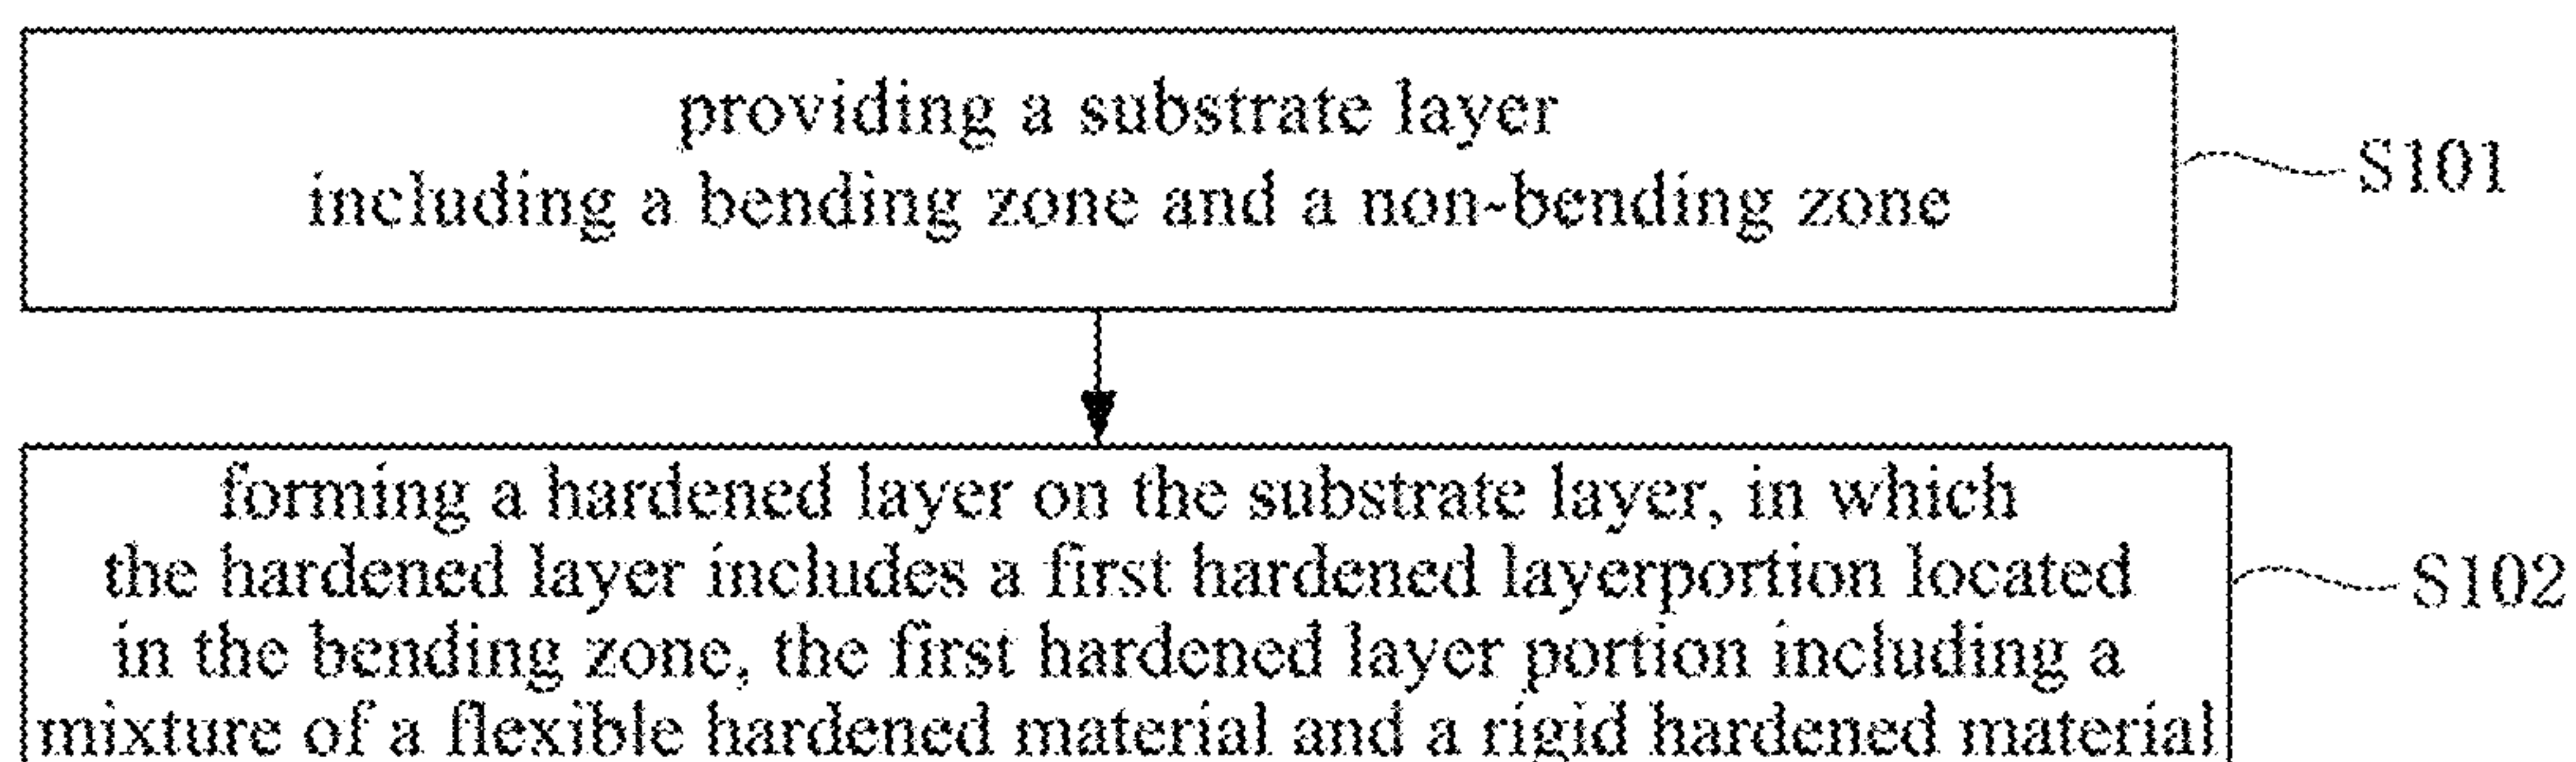 providing a substrate layer
including a bending zone and a non-bending zone
S101
forming a hardened layer on the substrate layer, in which
the hardened layer includes a first hardened layerportion located
in the bending zone, the first hardened layer portion including a
mixture of a flexible hardened material and a rigid hardened material
S102